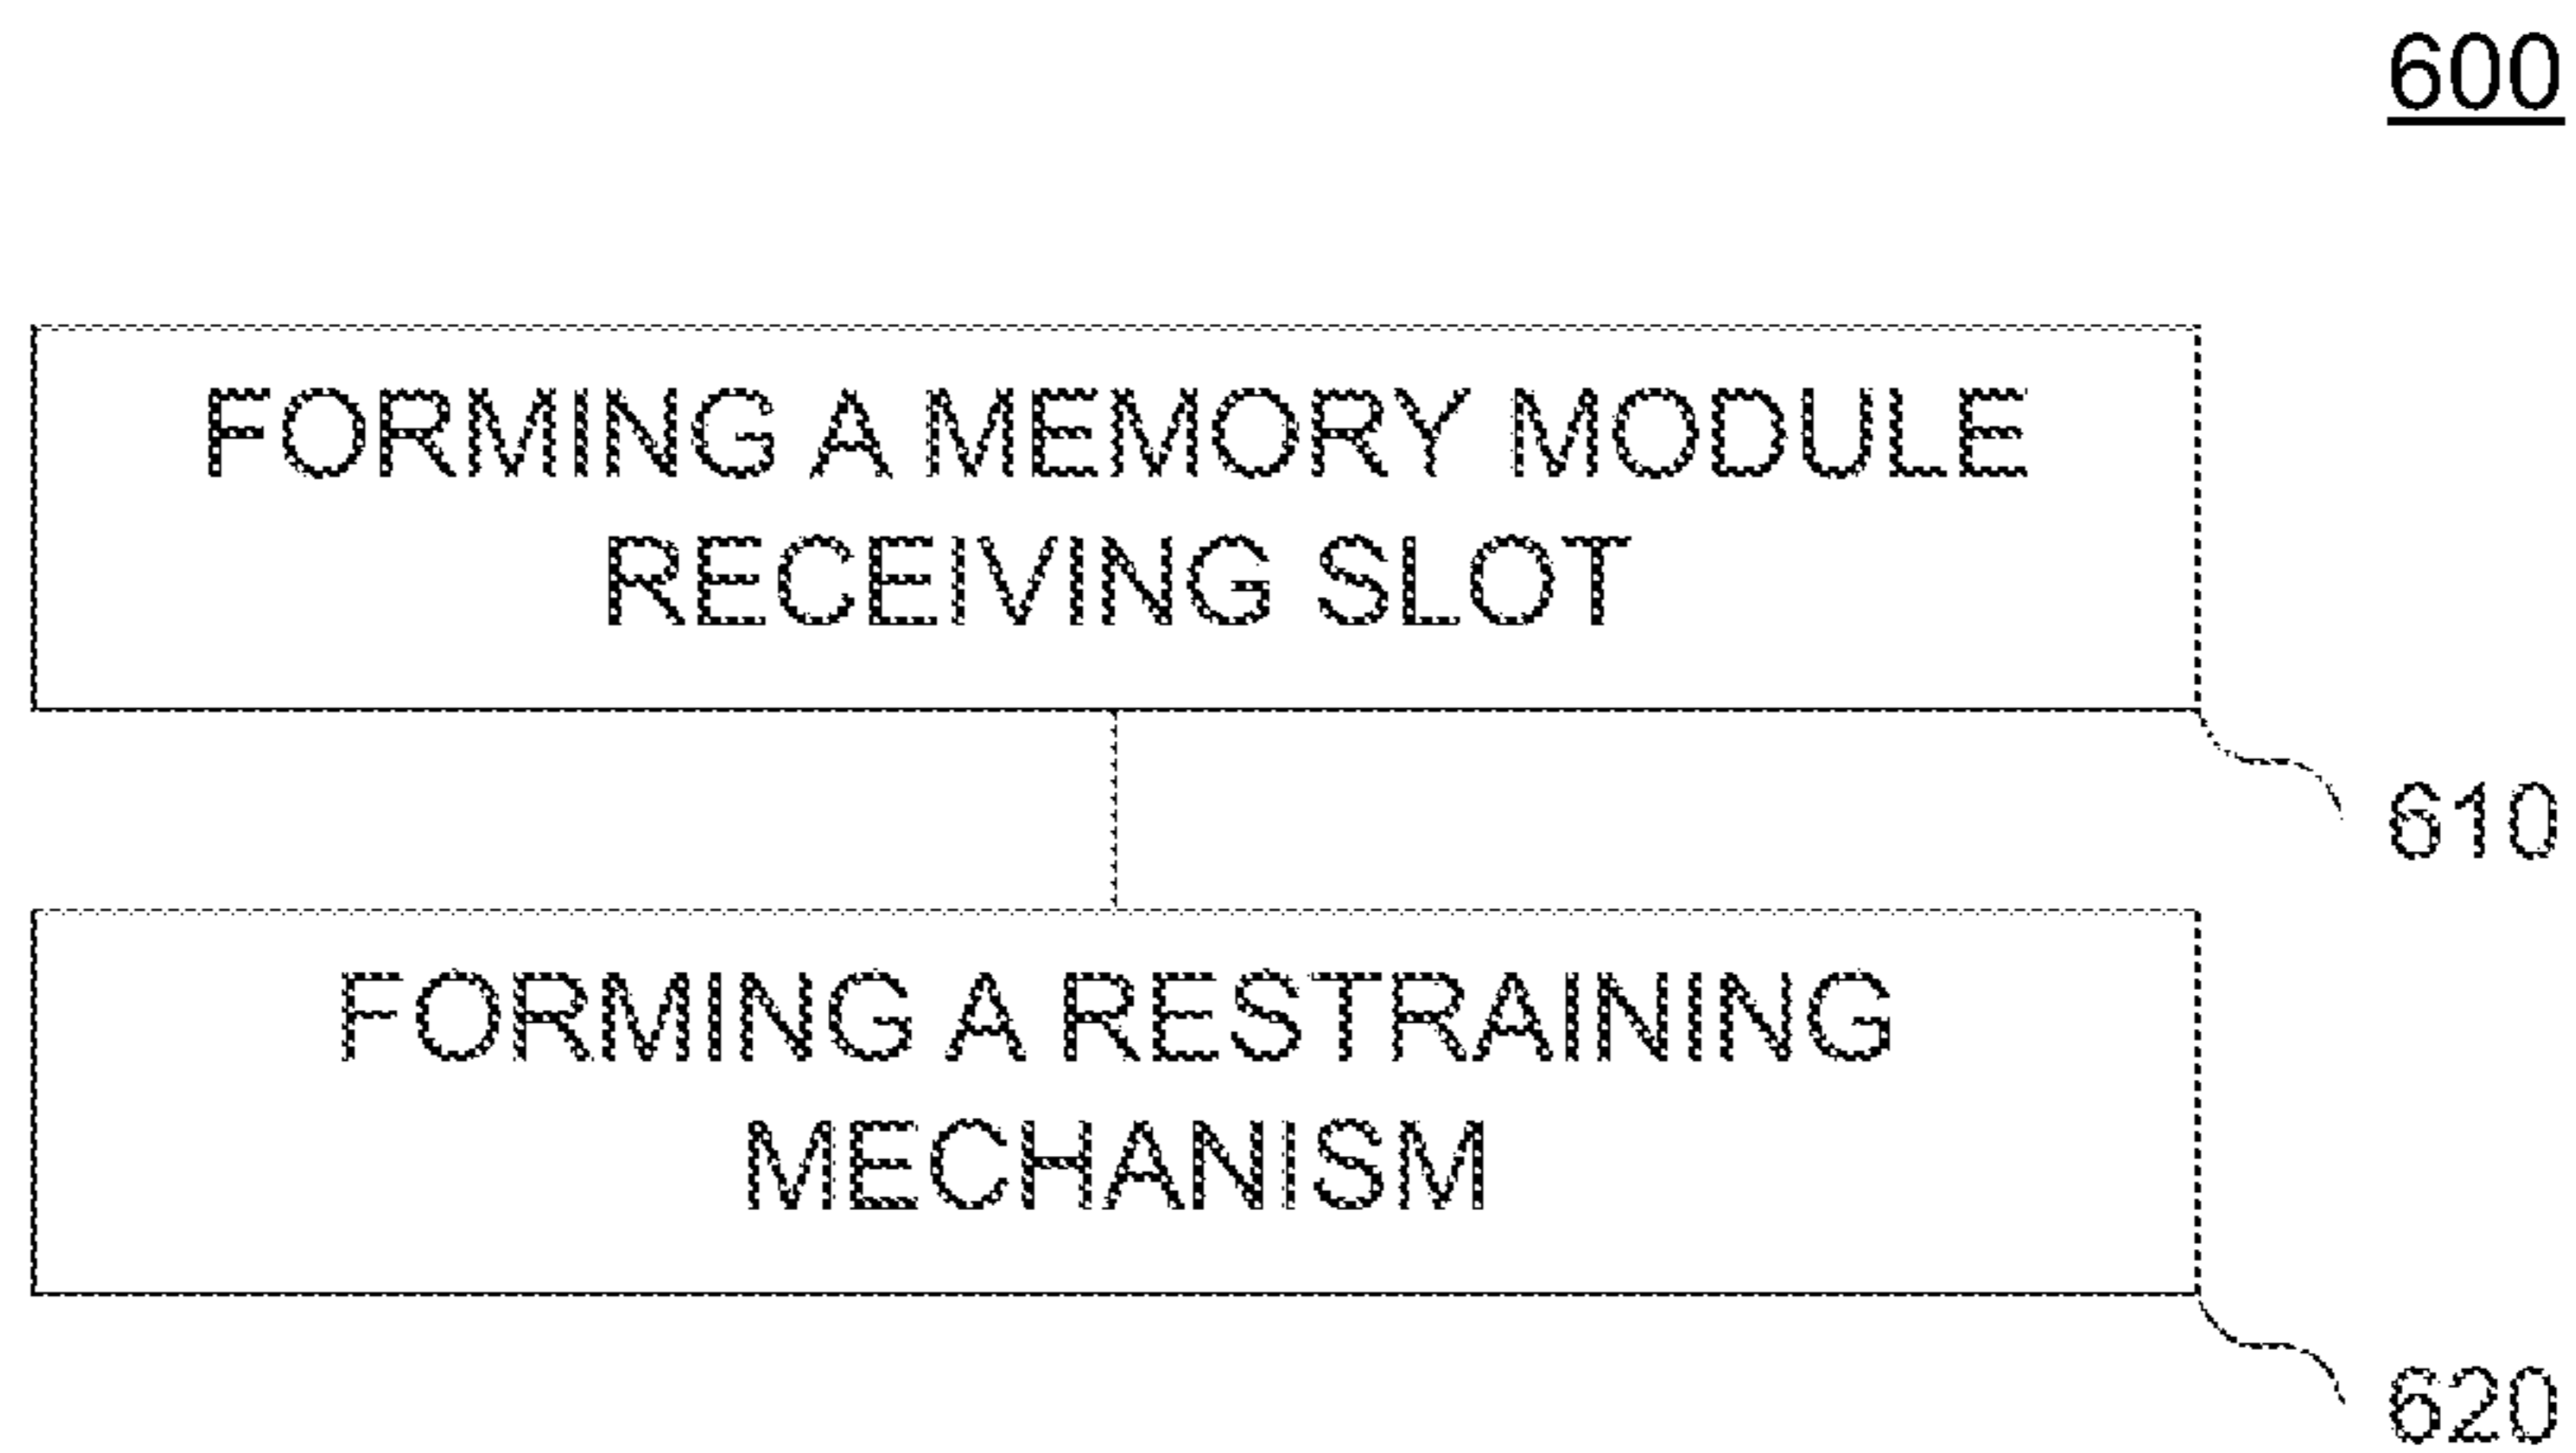 600
FORMING A MEMORY MODULE
RECEIVING SLOT
610
FORMING A RESTRAINING
MECHANISM
620